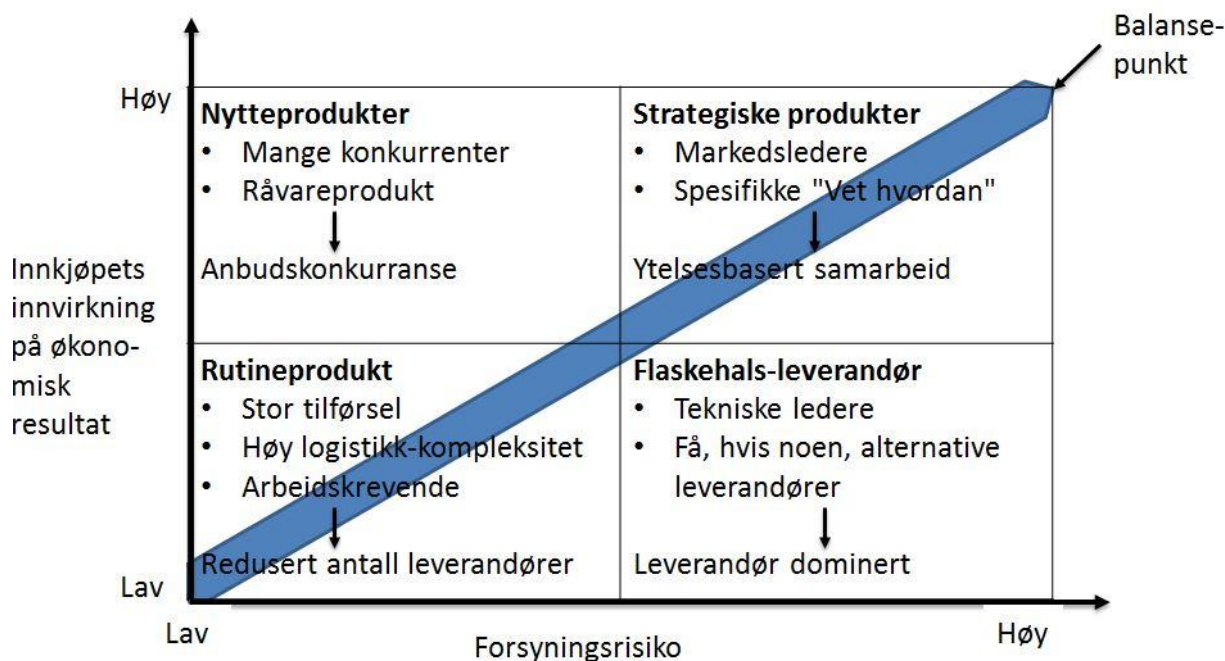 Balanse-
punkt
Høy
Nytteprodukter
• Mange konkurrenter
• Råvareprodukt
Anbudskonkurranse
Strategiske produkter
• Markedsledere
• Spesifikke "Vet hvordan"
Ytelsesbasert samarbeid
Innkjøpets
innvirkning
på økono-
misk
resultat
Rutineprodukt
• Stor tilførsel
• Høy logistikk-kompleksitet
• Arbeidskrevende
Redusert antall leverandører
Flaskehals-leverandør
• Tekniske ledere
• Få, hvis noen, alternative
leverandører
Leverandør dominert
Lav
Lav
Forsyningsrisiko
Høy